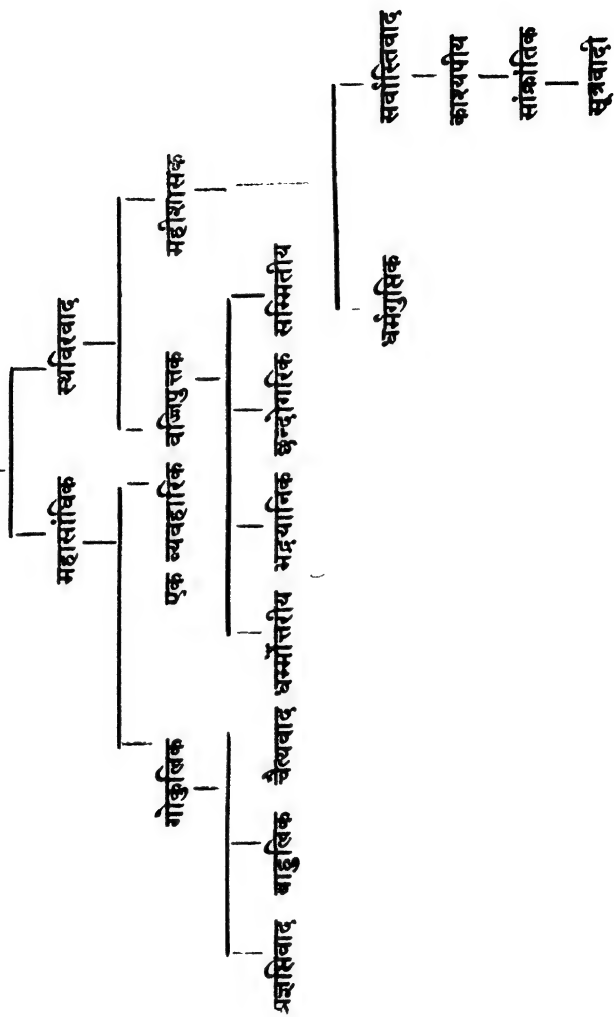 महासांघिक स्थविरवाद
गोकुलिक एक व्यवहारिक वज्जिपुत्तक महीशासक
प्रज्ञप्तिवाद बाहुलिक चैत्यवाद धर्म्मोत्तरीय भद्रयानिक छन्दोगरिक सम्मितीय
धर्मगुप्तिक सर्वास्तिवाद
काश्यपीय
सांक्रांतिक
सूत्रवादी